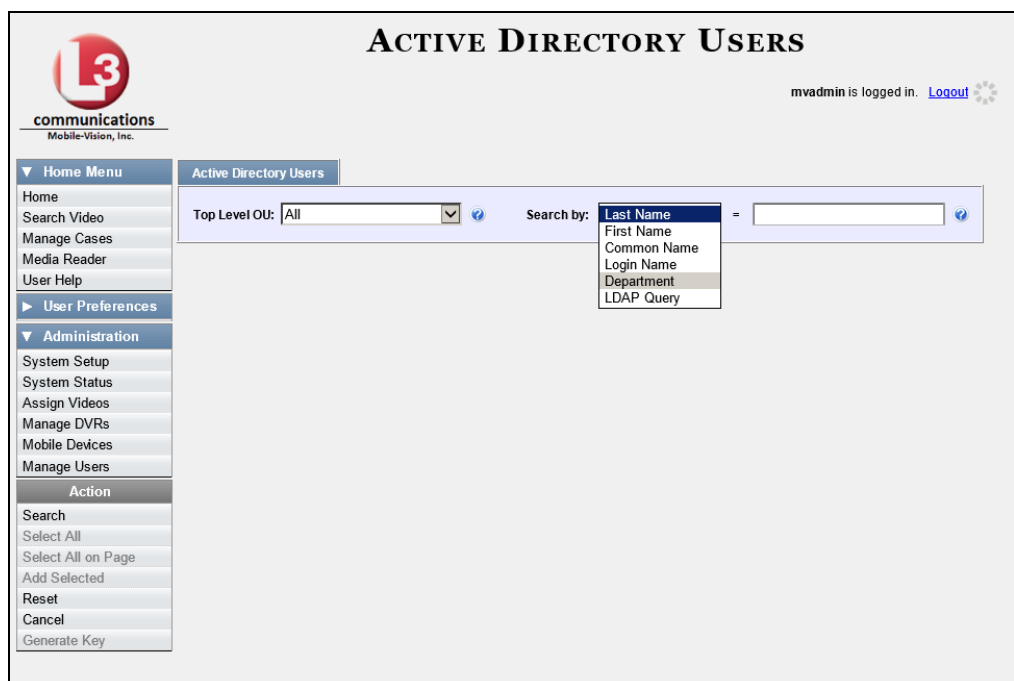 ACTIVE DIRECTORY USERS
L3
communications
Mobile-Vision, Inc.
mvadmin is logged in. Logout
Home Menu
Home
Search Video
Manage Cases
Media Reader
User Help
User Preferences
Administration
System Setup
System Status
Assign Videos
Manage DVRs
Mobile Devices
Manage Users
Action
Search
Select All
Select All on Page
Add Selected
Reset
Cancel
Generate Key
Active Directory Users
Top Level OU: All ? Search by: Last Name = ?
First Name
Common Name
Login Name
Department
LDAP Query